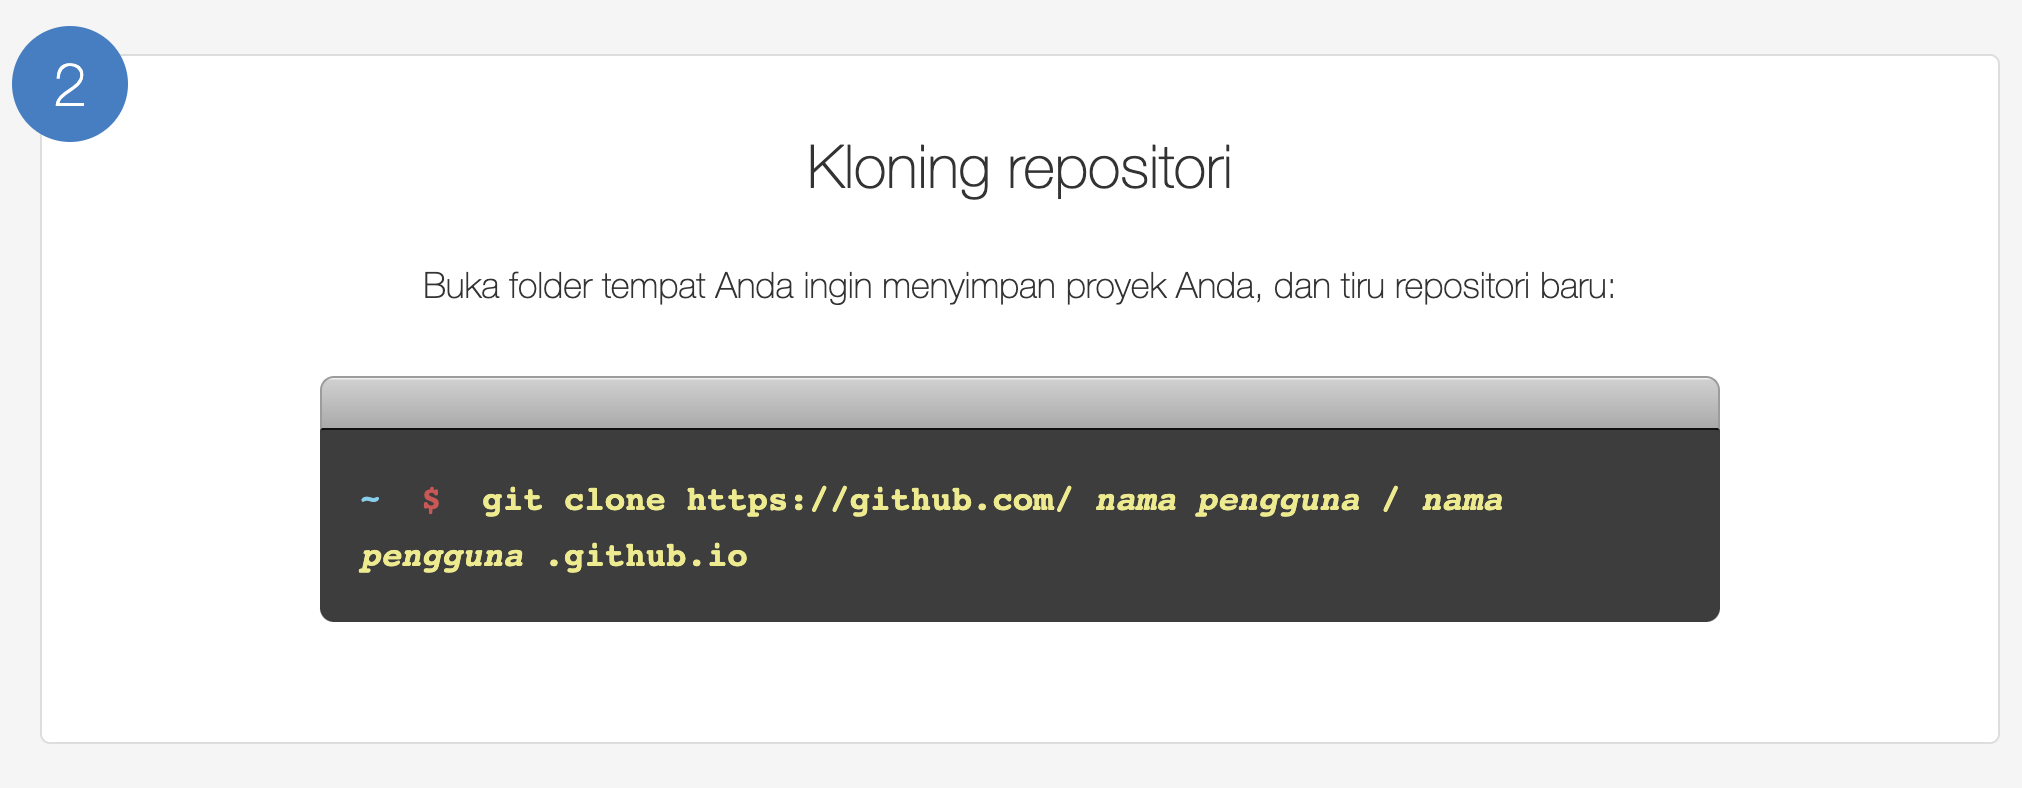 2
Kloning repositori
Buka folder tempat Anda ingin menyimpan proyek Anda, dan tiru repositori baru:
~ $ git clone https://github.com/ nama pengguna / nama
pengguna .github.io